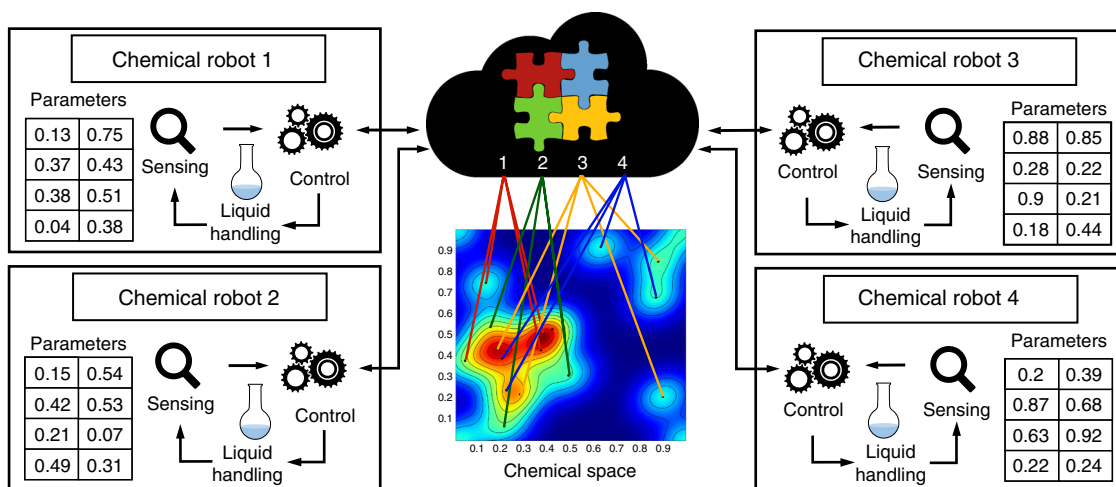 Chemical robot 1
Parameters
0.13 0.75
0.37 0.43
0.38 0.51
0.04 0.38
Sensing
Control
Liquid
handling
Chemical robot 2
Parameters
0.15 0.54
0.42 0.53
0.21 0.07
0.49 0.31
Sensing
Control
Liquid
handling
1 2 3 4
0.9
0.8
0.7
0.6
0.5
0.4
0.3
0.2
0.1
0.1 0.2 0.3 0.4 0.5 0.6 0.7 0.8 0.9
Chemical space
Chemical robot 3
Parameters
0.88 0.85
0.28 0.22
0.9 0.21
0.18 0.44
Control
Sensing
Liquid
handling
Chemical robot 4
Parameters
0.2 0.39
0.87 0.68
0.63 0.92
0.22 0.24
Control
Sensing
Liquid
handling